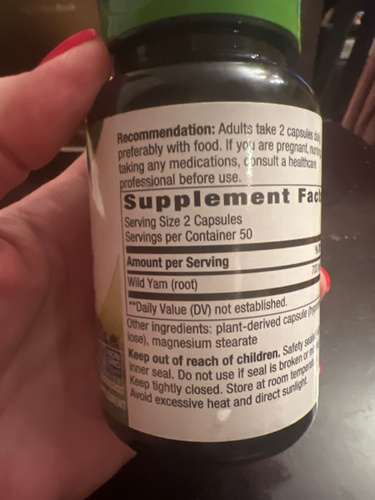 Recommendation: Adults take 2 capsules
preferably with food. If you are pregnant,
taking any medications, consult a healthcare
professional before use.
Supplement
Serving Size 2 Capsules
Servings per Container 50
Amount per Serving
Wild Yam (root)
**Daily Value (DV) not established.
Other ingredients: plant-derived capsule
lose), magnesium stearate
Keep out of reach of children. Safety
inner seal. Do not use if seal is broken or
Keep tightly closed. Store at room
Avoid excessive heat and direct sunlight.